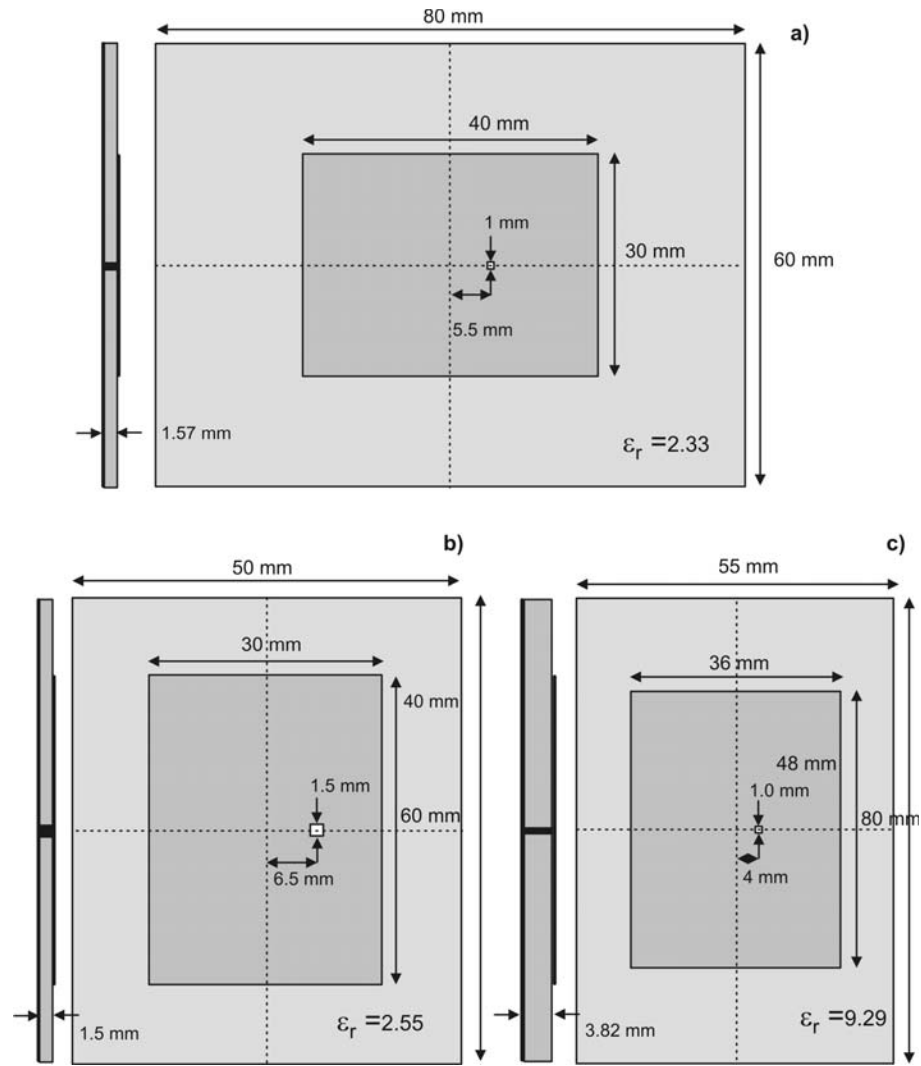 80 mm
a)
40 mm
1 mm
30 mm
60 mm
5.5 mm
1.57 mm
εr =2.33
b)
50 mm
30 mm
40 mm
1.5 mm
60 mm
6.5 mm
1.5 mm
εr =2.55
c)
55 mm
36 mm
48 mm
1.0 mm
80 mm
4 mm
3.82 mm
εr =9.29